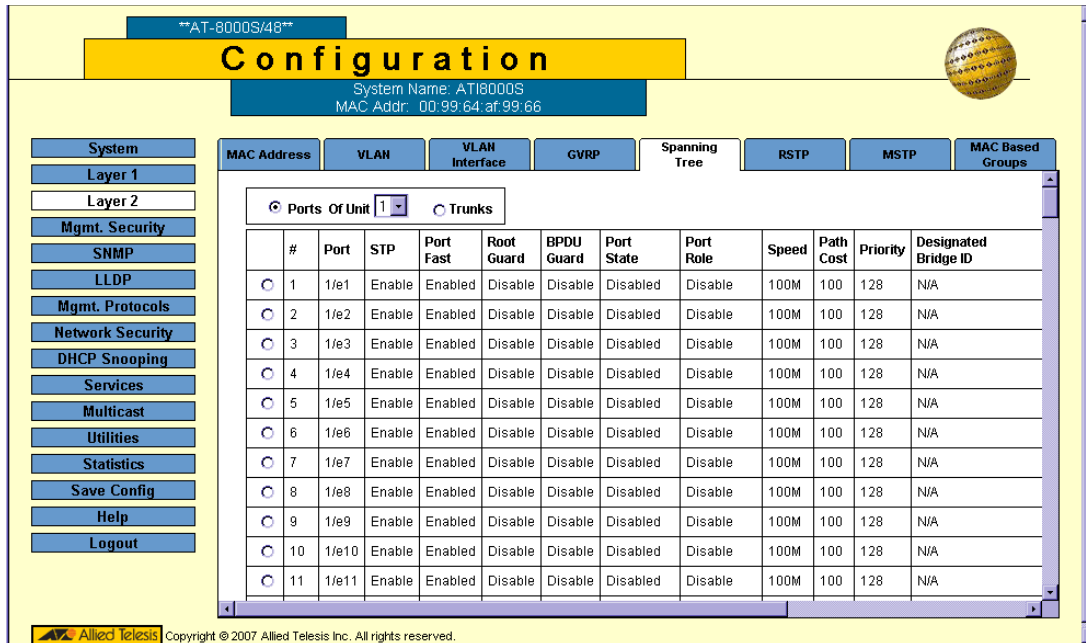 **AT-8000S/48**
Configuration
System Name: ATI8000S
MAC Addr: 00:99:64:af:99:66
System
Layer 1
Layer 2
Mgmt. Security
SNMP
LLDP
Mgmt. Protocols
Network Security
DHCP Snooping
Services
Multicast
Utilities
Statistics
Save Config
Help
Logout
MAC Address VLAN VLAN Interface GVRP Spanning Tree RSTP MSTP MAC Based Groups
Ports Of Unit 1 Trunks
# Port STP Port Fast Root Guard BPDU Guard Port State Port Role Speed Path Cost Priority Designated Bridge ID
1 1/e1 Enable Enabled Disable Disable Disabled Disable 100M 100 128 N/A
2 1/e2 Enable Enabled Disable Disable Disabled Disable 100M 100 128 N/A
3 1/e3 Enable Enabled Disable Disable Disabled Disable 100M 100 128 N/A
4 1/e4 Enable Enabled Disable Disable Disabled Disable 100M 100 128 N/A
5 1/e5 Enable Enabled Disable Disable Disabled Disable 100M 100 128 N/A
6 1/e6 Enable Enabled Disable Disable Disabled Disable 100M 100 128 N/A
7 1/e7 Enable Enabled Disable Disable Disabled Disable 100M 100 128 N/A
8 1/e8 Enable Enabled Disable Disable Disabled Disable 100M 100 128 N/A
9 1/e9 Enable Enabled Disable Disable Disabled Disable 100M 100 128 N/A
10 1/e10 Enable Enabled Disable Disable Disabled Disable 100M 100 128 N/A
11 1/e11 Enable Enabled Disable Disable Disabled Disable 100M 100 128 N/A
Allied Telesis Copyright © 2007 Allied Telesis Inc. All rights reserved.